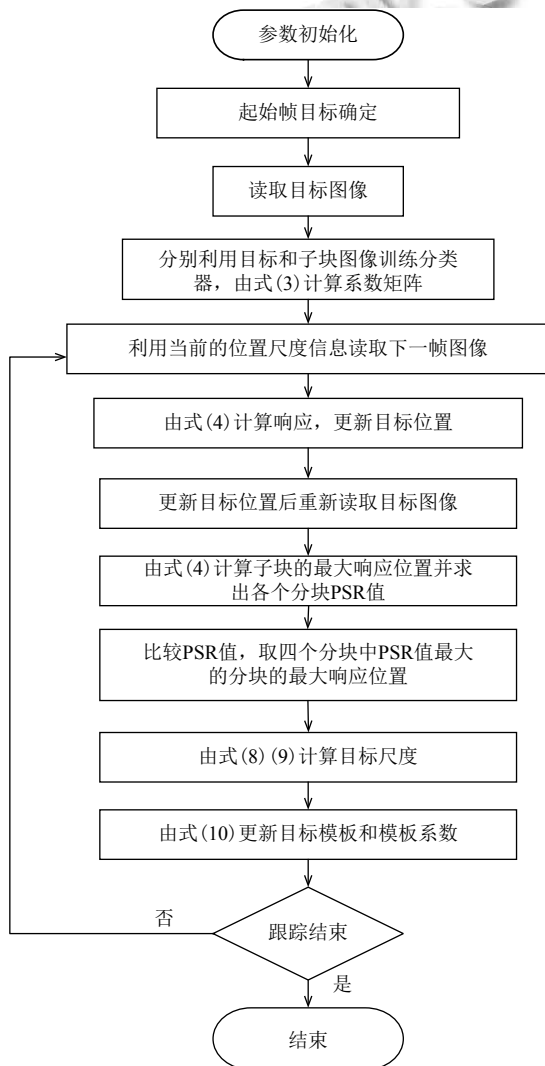 参数初始化
起始帧目标确定
读取目标图像
分别利用目标和子块图像训练分类
器，由式(3)计算系数矩阵
利用当前的位置尺度信息读取下一帧图像
由式(4)计算响应，更新目标位置
更新目标位置后重新读取目标图像
由式(4)计算子块的最大响应位置并求
出各个分块PSR值
比较PSR值，取四个分块中PSR值最大
的分块的最大响应位置
由式(8)(9)计算目标尺度
由式(10)更新目标模板和模板系数
否
跟踪结束
是
结束